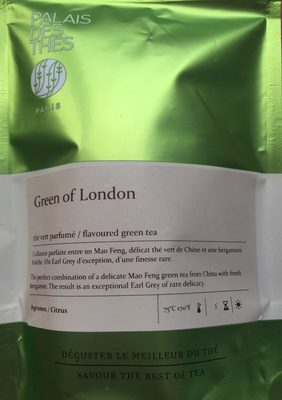 PALAIS
DES
THÉS
PARIS
Green of London
thé vert parfumé / flavoured green tea
L'alliance parfaite entre un Mao Feng, délicat thé vert de Chine et une bergamote
fraîche. Un Earl Grey d'exception, d'une finesse rare.
The perfect combination of a delicate Mao Feng green tea from China with fresh
bergamot. The result is an exceptional Earl Grey of rare delicacy.
Agrumes / Citrus
75°C 170°F
DÉGUSTER LE MEILLEUR DU THÉ
SAVOUR THE BEST OF TEA